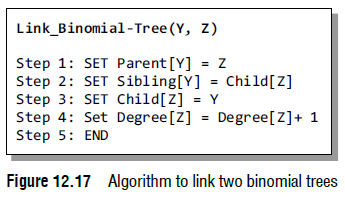 Link_Binomial-Tree(Y, Z)
Step 1: SET Parent[Y] = Z
Step 2: SET Sibling[Y] = Child[Z]
Step 3: SET Child[Z] = Y
Step 4: Set Degree[Z] = Degree[Z]+ 1
Step 5: END
Figure 12.17 Algorithm to link two binomial trees